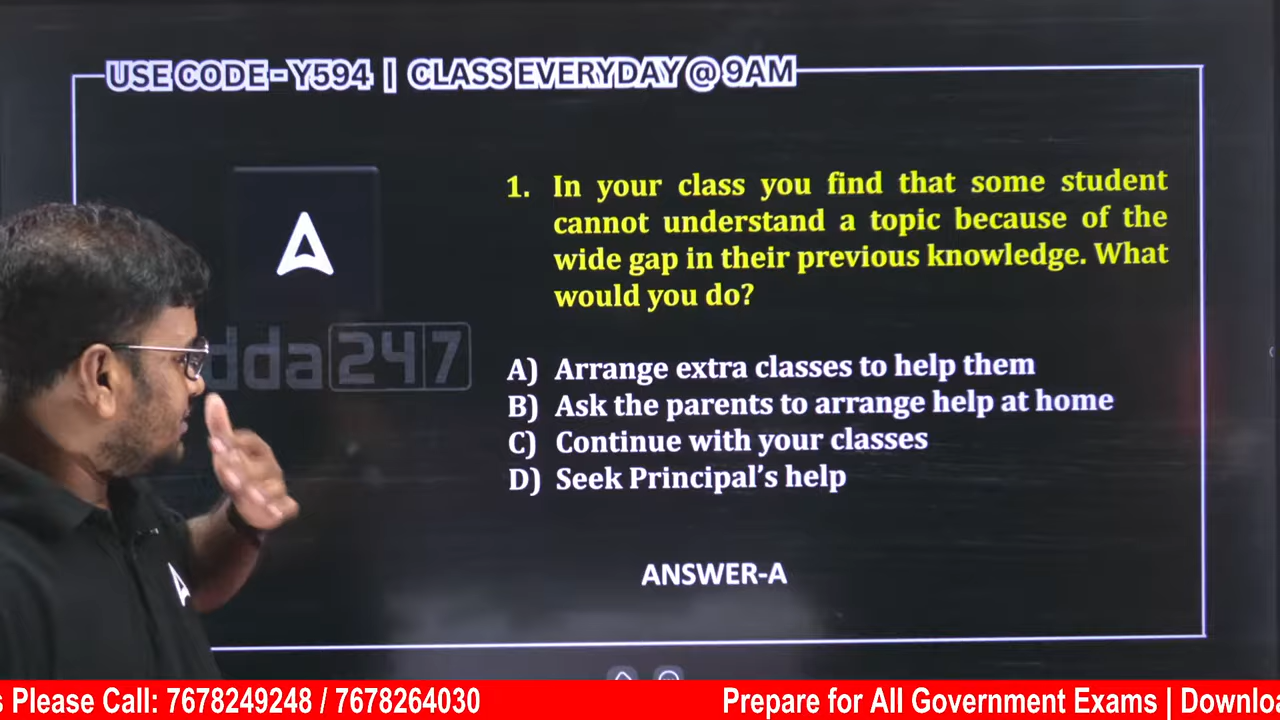 USE CODE - Y594 | CLASS EVERYDAY @ 9AM
1. In your class you find that some student
cannot understand a topic because of the
wide gap in their previous knowledge. What
would you do?
dda247
A) Arrange extra classes to help them
B) Ask the parents to arrange help at home
C) Continue with your classes
D) Seek Principal's help
ANSWER-A
s Please Call: 7678249248 / 7678264030
Prepare for All Government Exams | Downloa